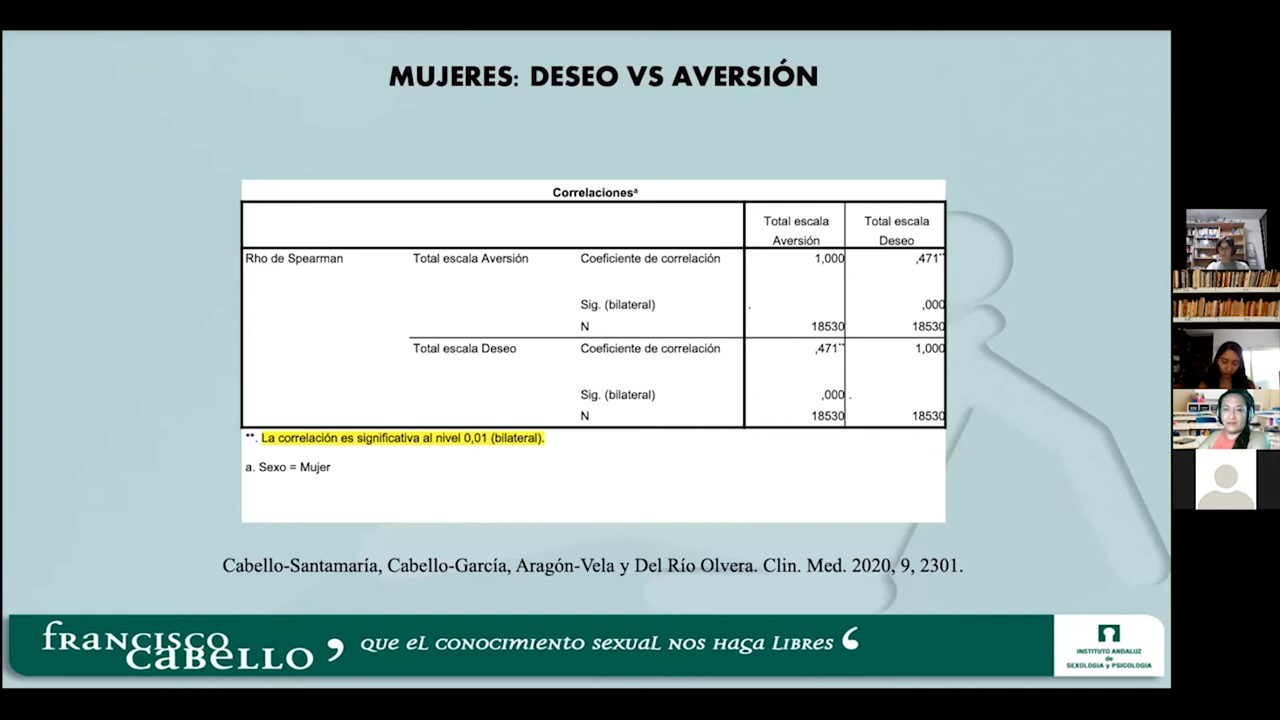 MUJERES: DESEO VS AVERSIÓN
Correlacionesª
Total escala Aversión Total escala Deseo
Rho de Spearman Total escala Aversión Coeficiente de correlación 1,000 ,471**
Sig. (bilateral) . ,000
N 18530 18530
Total escala Deseo Coeficiente de correlación ,471** 1,000
Sig. (bilateral) ,000 .
N 18530 18530
**. La correlación es significativa al nivel 0,01 (bilateral).
a. Sexo = Mujer
Cabello-Santamaría, Cabello-García, Aragón-Vela y Del Río Olvera. Clin. Med. 2020, 9, 2301.
francisco
cabello
, que el conocimiento sexual nos haga libres ‘
INSTITUTO ANDALUZ
de
SEXOLOGIA y PSICOLOGIA